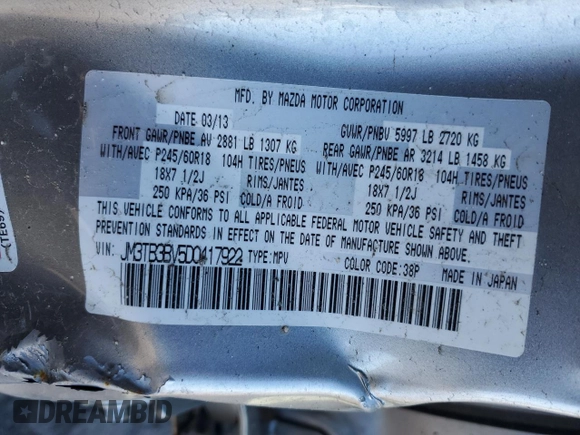 MFD. BY MAZDA MOTOR CORPORATION
DATE 03/13
GVWR/PNBV 5997 LB 2720 KG
FRONT GAWR/PNBE AV 2881 LB 1307 KG
REAR GAWR/PNBE AR 3214 LB 1458 KG
WITH/AVEC P245/60R18 104H TIRES/PNEUS
WITH/AVEC P245/60R18 104H TIRES/PNEUS
18X7 1/2J RIMS/JANTES
18X7 1/2J RIMS/JANTES
250 KPA/36 PSI COLD/A FROID
250 KPA/36 PSI COLD/A FROID
THIS VEHICLE CONFORMS TO ALL APPLICABLE FEDERAL MOTOR VEHICLE SAFETY AND THEFT
PREVENTION STANDARDS IN EFFECT ON THE DATE OF MANUFACTURE SHOWN ABOVE.
VIN: JM3TB3BV5D0417922 TYPE:MPV COLOR CODE:38P MADE IN JAPAN
(TE69)
DREAMBID